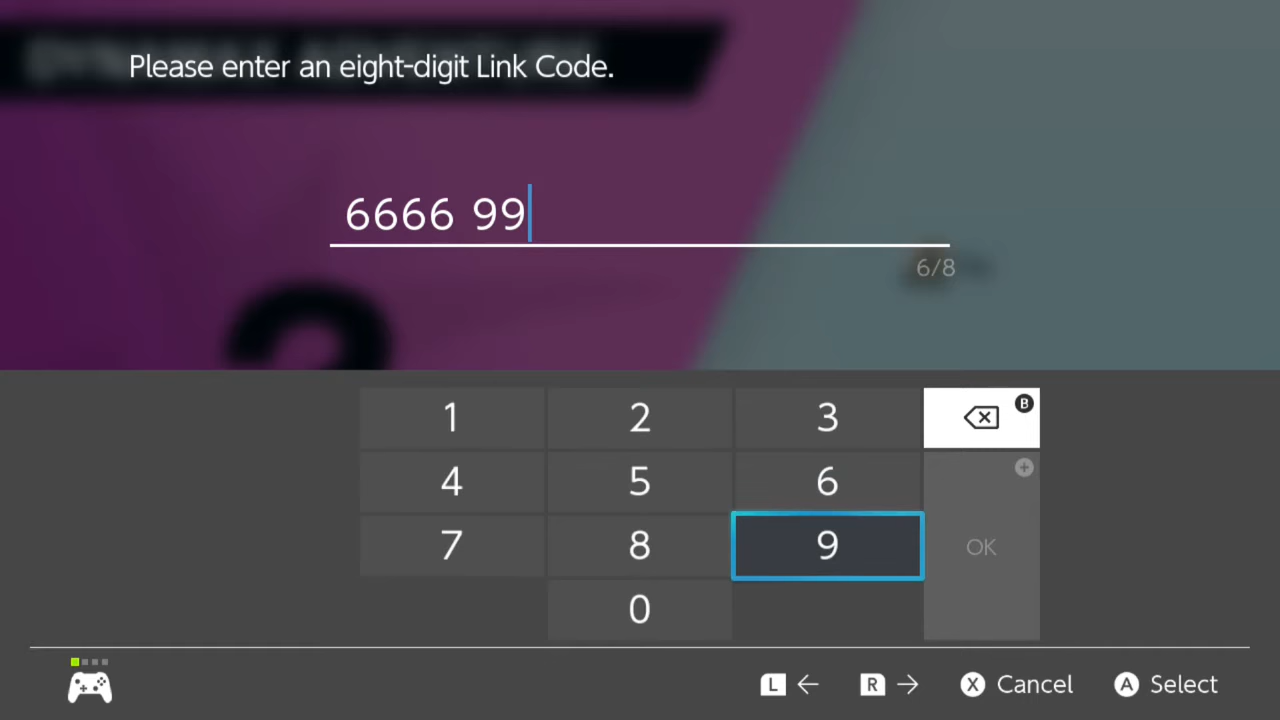 Please enter an eight-digit Link Code.
6666 99
6/8
1 2 3 B
4 5 6 +
7 8 9 OK
0
L ← R → X Cancel A Select